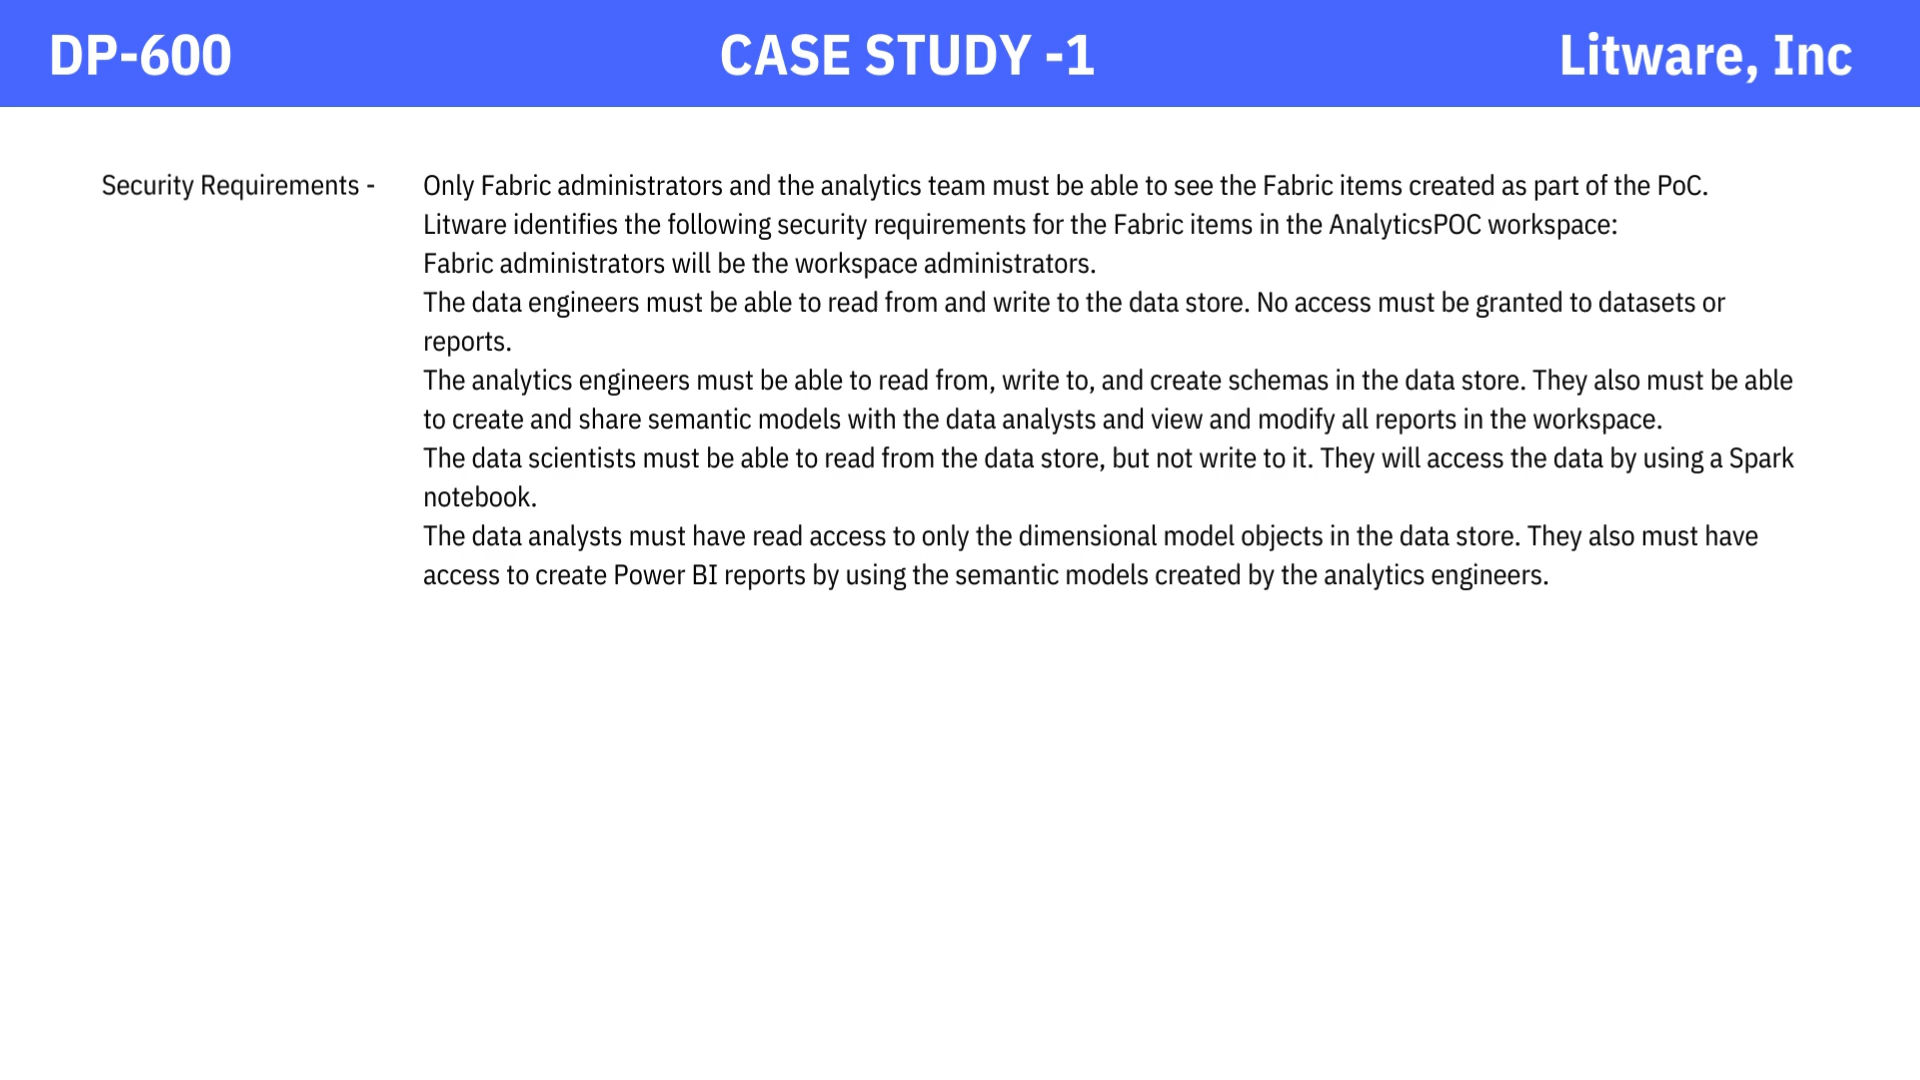 DP-600
CASE STUDY -1
Litware, Inc
Security Requirements -
Only Fabric administrators and the analytics team must be able to see the Fabric items created as part of the PoC.
Litware identifies the following security requirements for the Fabric items in the AnalyticsPOC workspace:
Fabric administrators will be the workspace administrators.
The data engineers must be able to read from and write to the data store. No access must be granted to datasets or
reports.
The analytics engineers must be able to read from, write to, and create schemas in the data store. They also must be able
to create and share semantic models with the data analysts and view and modify all reports in the workspace.
The data scientists must be able to read from the data store, but not write to it. They will access the data by using a Spark
notebook.
The data analysts must have read access to only the dimensional model objects in the data store. They also must have
access to create Power BI reports by using the semantic models created by the analytics engineers.